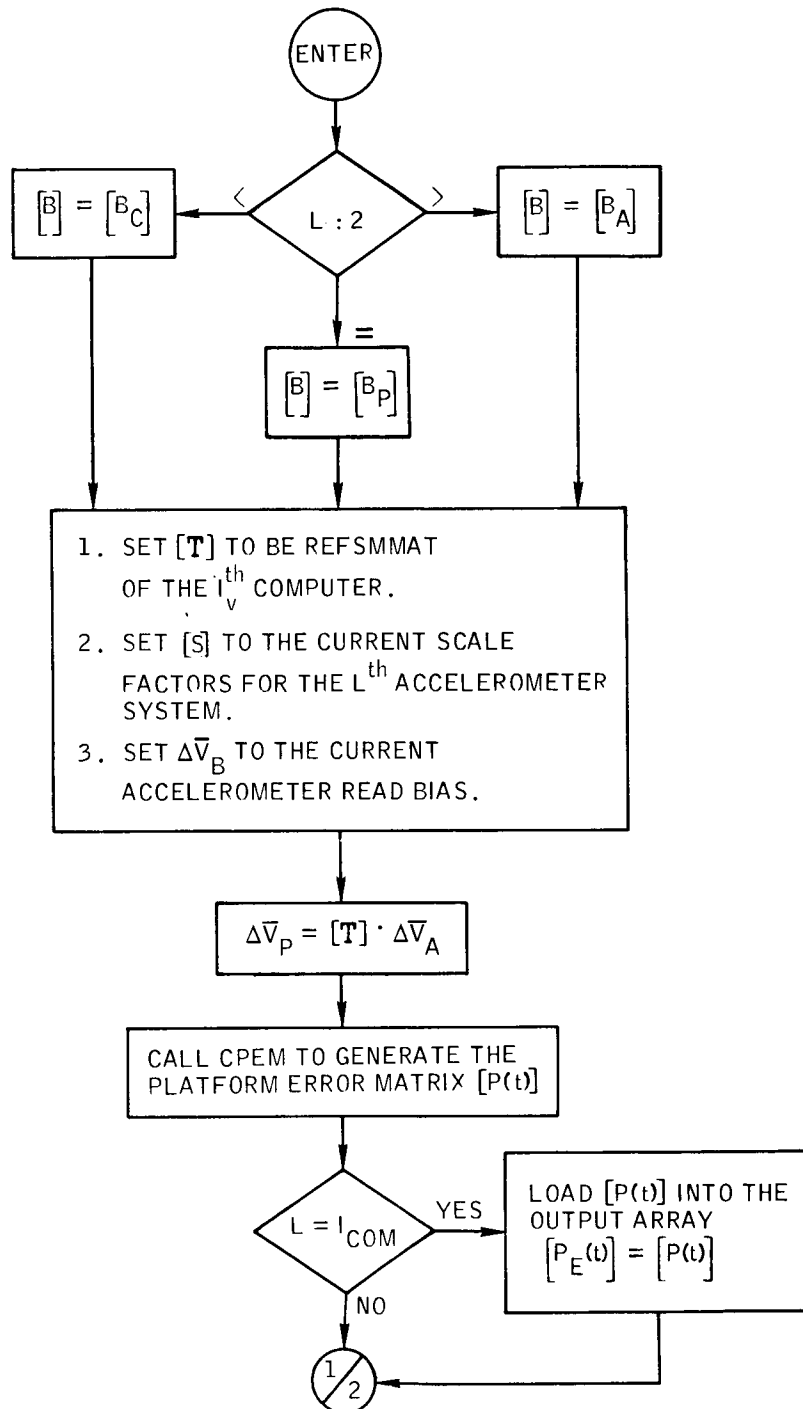 ENTER
<
L : 2
>
[B] = [B_C]
[B] = [B_A]
=
[B] = [B_P]
1. SET [T] TO BE REFSMMAT
OF THE I_v^th COMPUTER.
2. SET [S] TO THE CURRENT SCALE
FACTORS FOR THE L^th ACCELEROMETER
SYSTEM.
3. SET ΔV̅_B TO THE CURRENT
ACCELEROMETER READ BIAS.
ΔV̅_P = [T] · ΔV̅_A
CALL CPEM TO GENERATE THE
PLATFORM ERROR MATRIX [P(t)]
L = I_COM
YES
LOAD [P(t)] INTO THE
OUTPUT ARRAY
[P_E(t)] = [P(t)]
NO
1/2